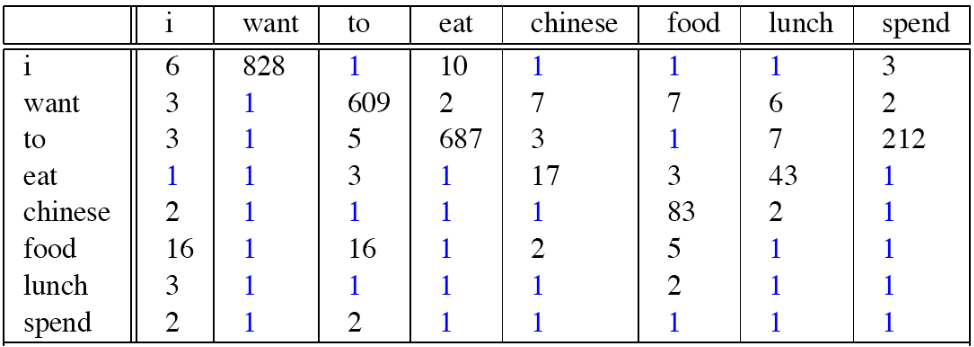 i want to eat chinese food lunch spend
i 6 828 1 10 1 1 1 3
want 3 1 609 2 7 7 6 2
to 3 1 5 687 3 1 7 212
eat 1 1 3 1 17 3 43 1
chinese 2 1 1 1 1 83 2 1
food 16 1 16 1 2 5 1 1
lunch 3 1 1 1 1 2 1 1
spend 2 1 2 1 1 1 1 1